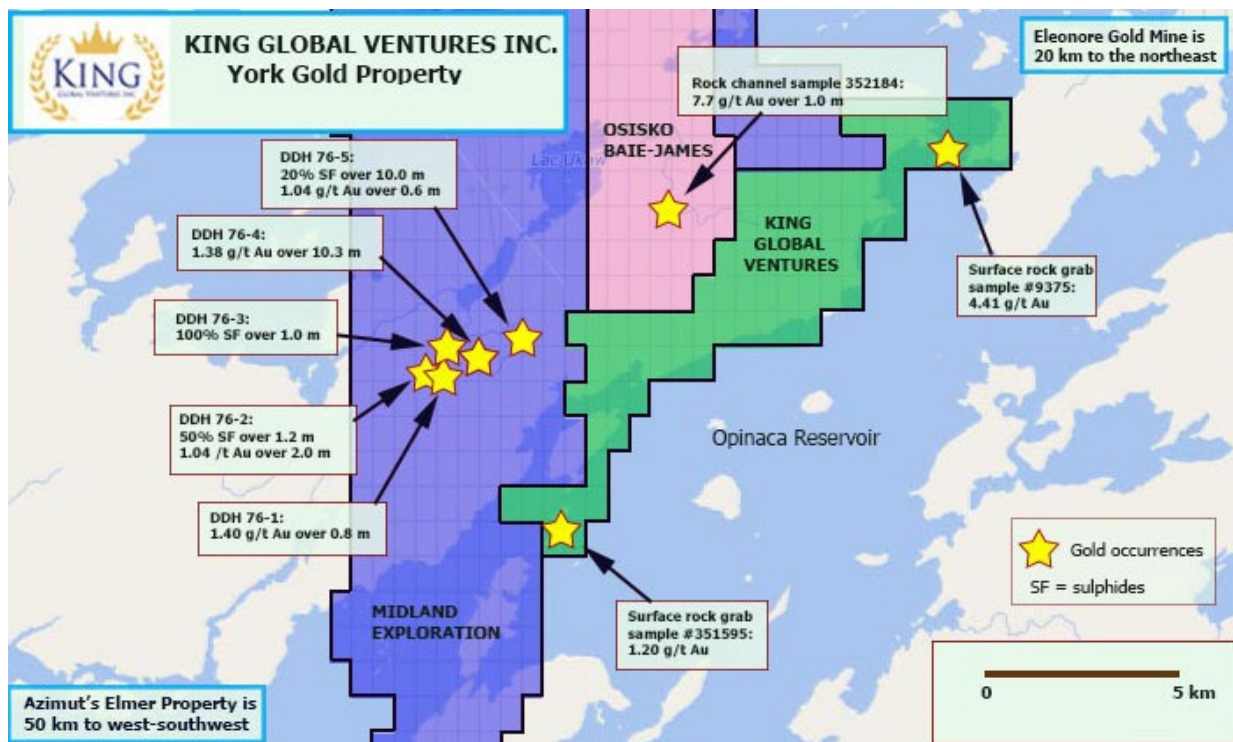 KING
GLOBAL VENTURES INC
KING GLOBAL VENTURES INC.
York Gold Property
Eleonore Gold Mine is
20 km to the northeast
Rock channel sample 352184:
7.7 g/t Au over 1.0 m
OSISKO
BAIE-JAMES
Lac Ukaw
DDH 76-5:
20% SF over 10.0 m
1.04 g/t Au over 0.6 m
DDH 76-4:
1.38 g/t Au over 10.3 m
KING
GLOBAL
VENTURES
Surface rock grab
sample #9375:
4.41 g/t Au
DDH 76-3:
100% SF over 1.0 m
DDH 76-2:
50% SF over 1.2 m
1.04 /t Au over 2.0 m
Opinaca Reservoir
DDH 76-1:
1.40 g/t Au over 0.8 m
Gold occurrences
SF = sulphides
MIDLAND
EXPLORATION
Surface rock grab
sample #351595:
1.20 g/t Au
0 5 km
Azimut's Elmer Property is
50 km to west-southwest